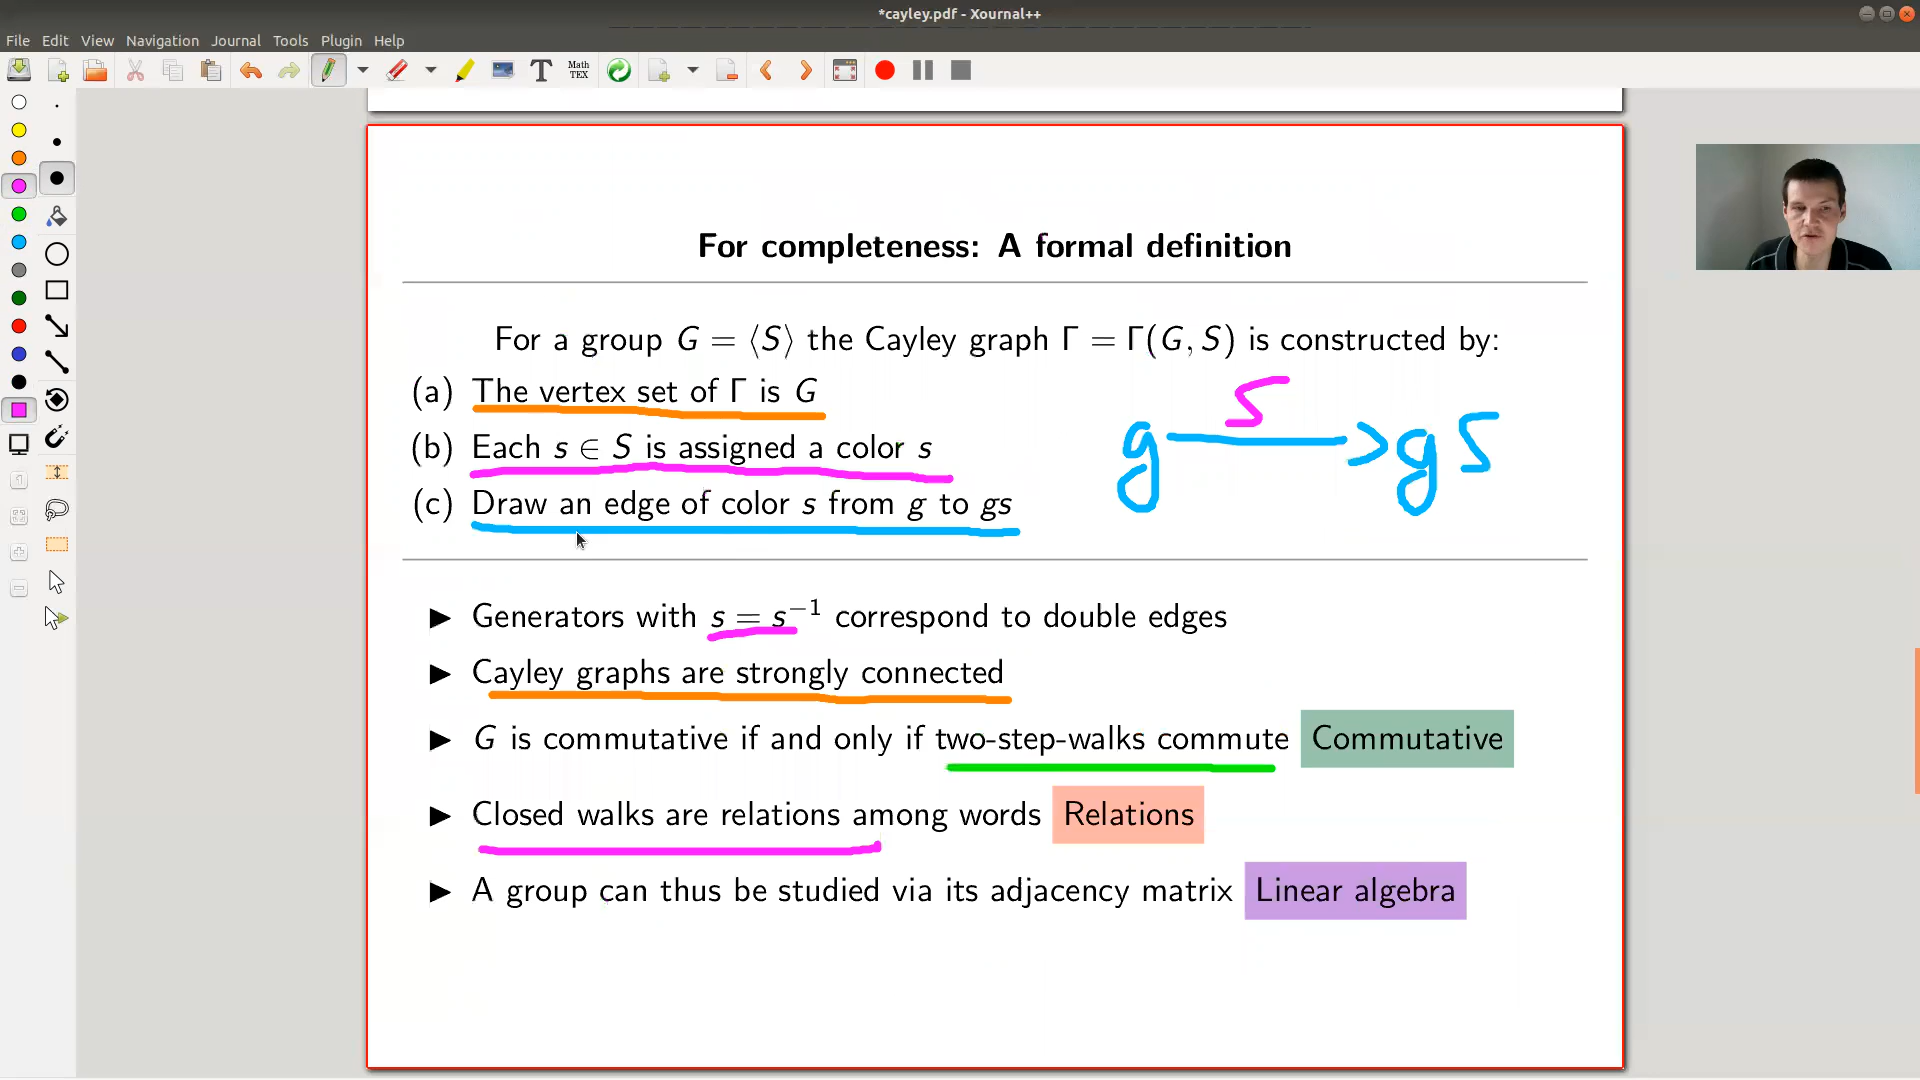 *cayley.pdf - Xournal++
File Edit View Navigation Journal Tools Plugin Help
T Math TEX
For completeness: A formal definition
For a group G = ⟨S⟩ the Cayley graph Γ = Γ(G, S) is constructed by:
(a) The vertex set of Γ is G
(b) Each s ∈ S is assigned a color s
(c) Draw an edge of color s from g to gs
s
g → gs
▶ Generators with s = s⁻¹ correspond to double edges
▶ Cayley graphs are strongly connected
▶ G is commutative if and only if two-step-walks commute Commutative
▶ Closed walks are relations among words Relations
▶ A group can thus be studied via its adjacency matrix Linear algebra